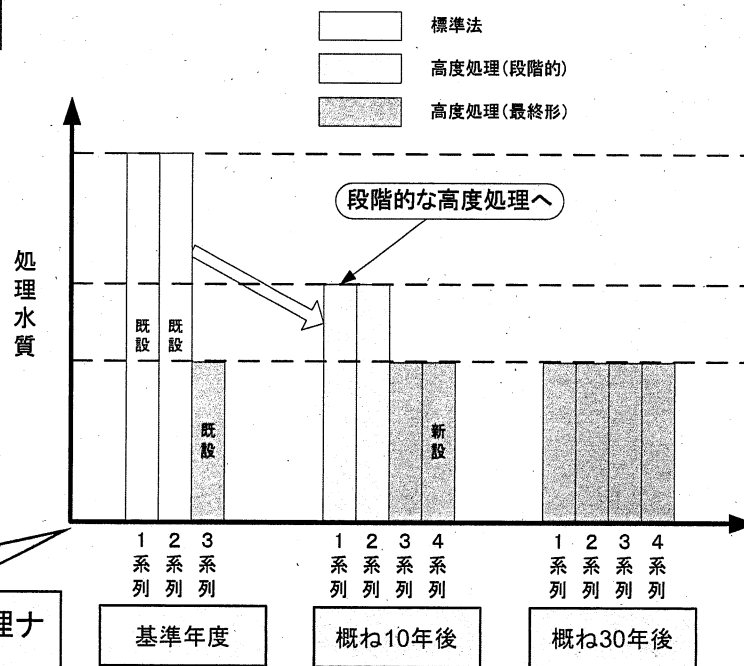 標準法
高度処理(段階的)
高度処理(最終形)
段階的な高度処理へ
処理水質
既設
既設
既設
新設
1系列
2系列
3系列
1系列
2系列
3系列
4系列
1系列
2系列
3系列
4系列
理ナ
基準年度
概ね10年後
概ね30年後